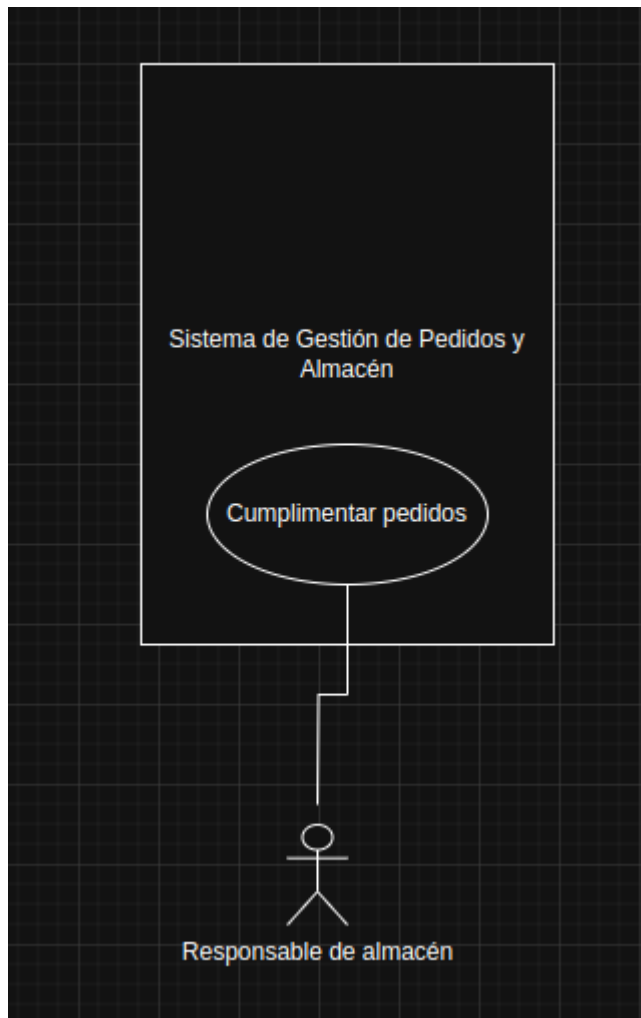 Sistema de Gestión de Pedidos y
Almacén
Cumplimentar pedidos
Responsable de almacén